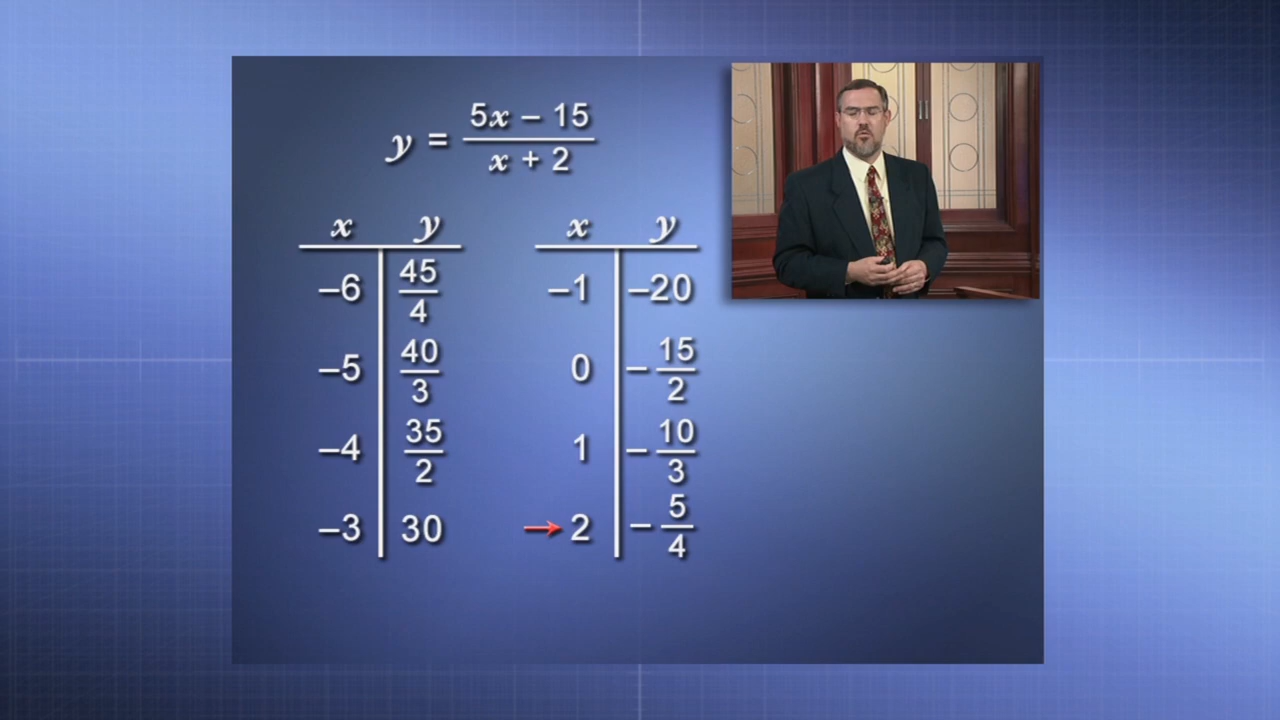 y = (5x – 15)/(x + 2)
x y
–6 45/4
–5 40/3
–4 35/2
–3 30
x y
–1 –20
0 –15/2
1 –10/3
→ 2 –5/4